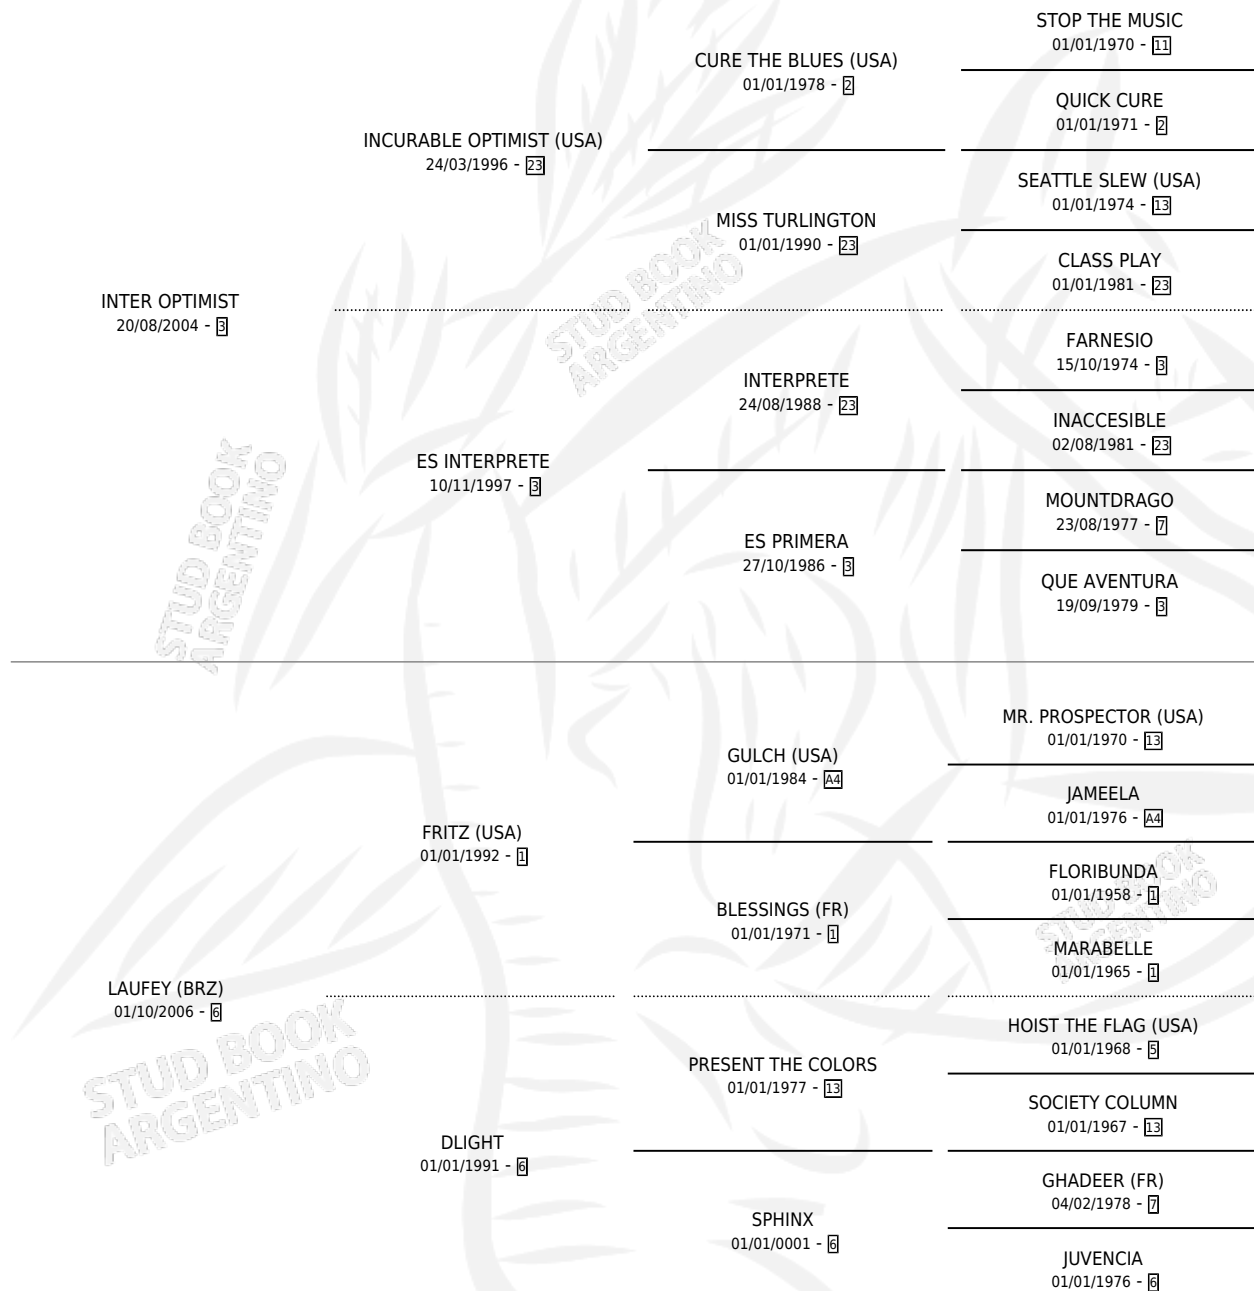 STOP THE MUSIC
01/01/1970 - 11
CURE THE BLUES (USA)
01/01/1978 - 2
QUICK CURE
01/01/1971 - 2
INCURABLE OPTIMIST (USA)
24/03/1996 - 23
SEATTLE SLEW (USA)
01/01/1974 - 13
MISS TURLINGTON
01/01/1990 - 23
CLASS PLAY
01/01/1981 - 23
INTER OPTIMIST
20/08/2004 - 3
FARNESIO
15/10/1974 - 3
INTERPRETE
24/08/1988 - 23
INACCESIBLE
02/08/1981 - 23
ES INTERPRETE
10/11/1997 - 3
MOUNTDRAGO
23/08/1977 - 7
ES PRIMERA
27/10/1986 - 3
QUE AVENTURA
19/09/1979 - 3
MR. PROSPECTOR (USA)
01/01/1970 - 13
GULCH (USA)
01/01/1984 - A4
JAMEELA
01/01/1976 - A4
FRITZ (USA)
01/01/1992 - 1
FLORIBUNDA
01/01/1958 - 1
BLESSINGS (FR)
01/01/1971 - 1
MARABELLE
01/01/1965 - 1
LAUFEY (BRZ)
01/10/2006 - 6
HOIST THE FLAG (USA)
01/01/1968 - 5
PRESENT THE COLORS
01/01/1977 - 13
SOCIETY COLUMN
01/01/1967 - 13
DLIGHT
01/01/1991 - 6
GHADEER (FR)
04/02/1978 - 7
SPHINX
01/01/0001 - 6
JUVENCIA
01/01/1976 - 6
STUD BOOK
ARGENTINO
STUD BOOK
ARGENTINO
STUD BOOK
ARGENTINO
STUD BOOK
ARGENTINO